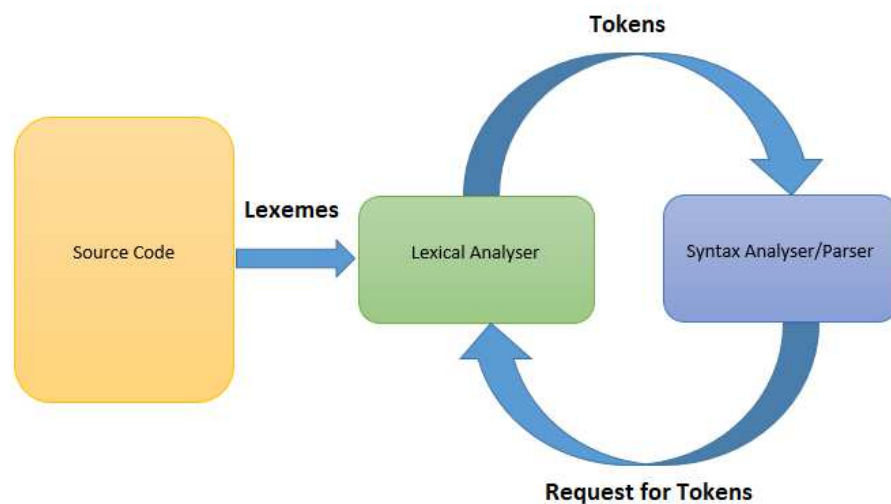 Tokens
Lexemes
Source Code
Lexical Analyser
Syntax Analyser/Parser
Request for Tokens